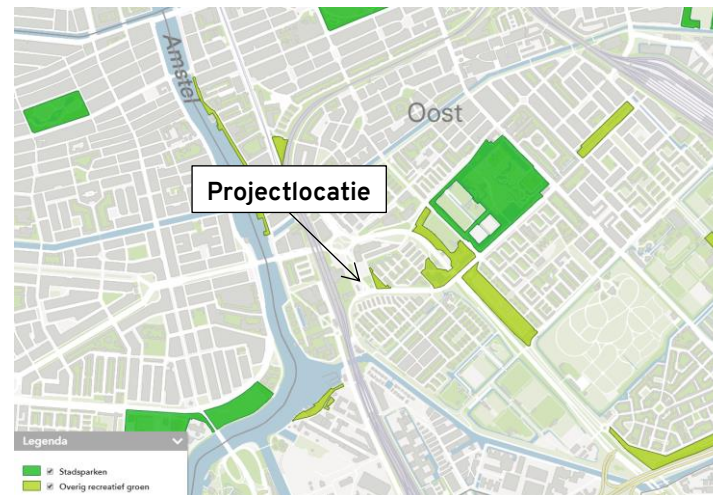 Amstel
Oost
Projectlocatie
Legenda
Stadsparken
Overig recreatief groen